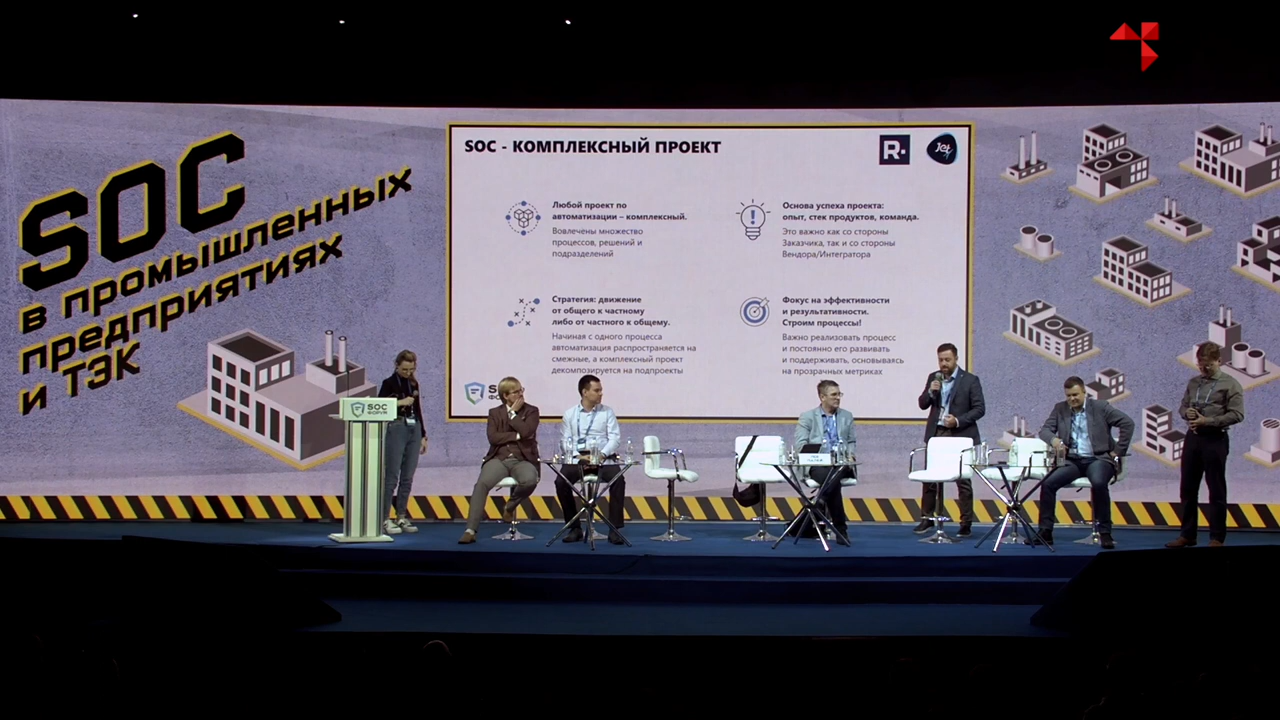 SOC
в промышленных
предприятиях
и ТЭК
SOC - КОМПЛЕКСНЫЙ ПРОЕКТ
R.
Jet
Любой проект по
автоматизации – комплексный.
Вовлечены множество
процессов, решений и
подразделений
Основа успеха проекта:
опыт, стек продуктов, команда.
Это важно как со стороны
Заказчика, так и со стороны
Вендора/Интегратора
Стратегия: движение
от общего к частному
либо от частного к общему.
Начиная с одного процесса
автоматизация распространяется на
смежные, а комплексный проект
декомпозируется на подпроекты
Фокус на эффективности
и результативности.
Строим процессы!
Важно реализовать процесс
и постоянно его развивать
и поддерживать, основываясь
на прозрачных метриках
SOC
ФОРУМ